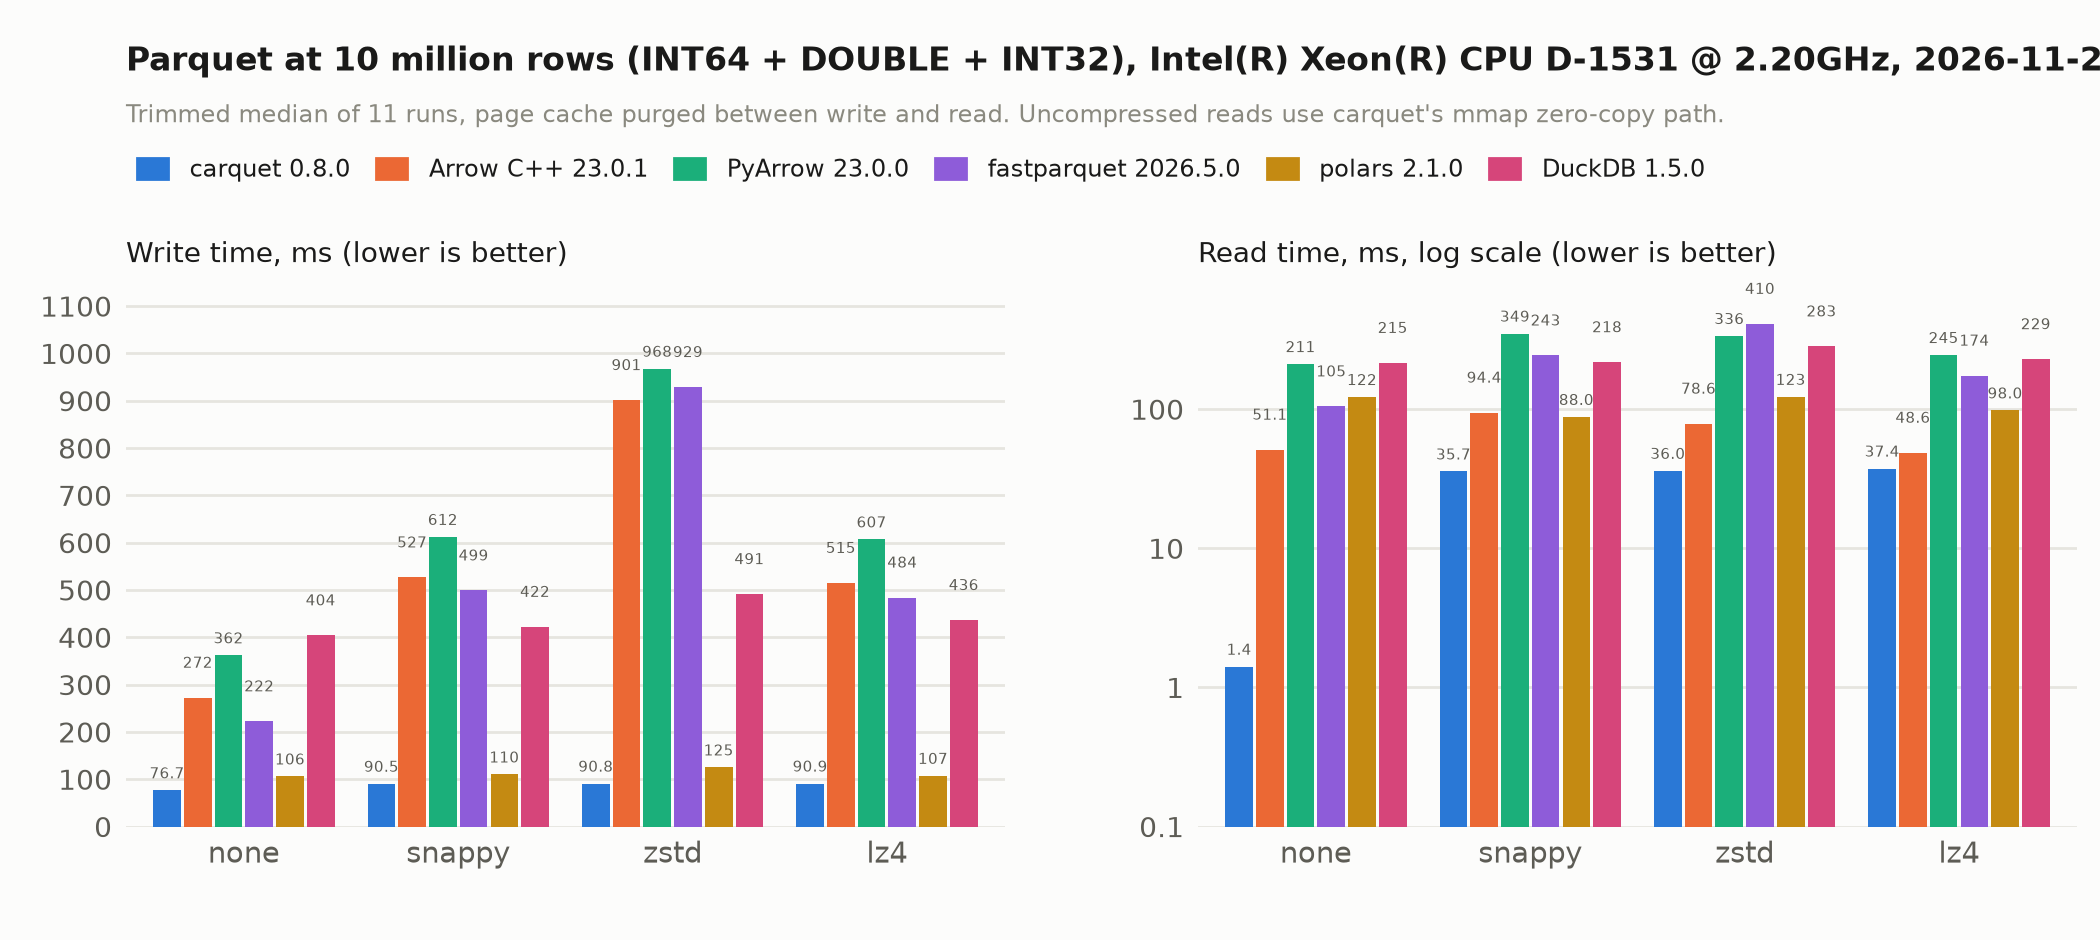 Parquet at 10 million rows (INT64 + DOUBLE + INT32), Intel(R) Xeon(R) CPU D-1531 @ 2.20GHz, 2026-11-2
Trimmed median of 11 runs, page cache purged between write and read. Uncompressed reads use carquet's mmap zero-copy path.
carquet 0.8.0 Arrow C++ 23.0.1 PyArrow 23.0.0 fastparquet 2026.5.0 polars 2.1.0 DuckDB 1.5.0
Write time, ms (lower is better)
1100
1000
900
800
700
600
500
400
300
200
100
0
76.7 272 362 222 106 404
90.5 527 612 499 110 422
90.8 901 968 929 125 491
90.9 515 607 484 107 436
none snappy zstd lz4
Read time, ms, log scale (lower is better)
100
10
1
0.1
1.4 51.1 211 105 122 215
35.7 94.4 349 243 88.0 218
36.0 78.6 336 410 123 283
37.4 48.6 245 174 98.0 229
none snappy zstd lz4